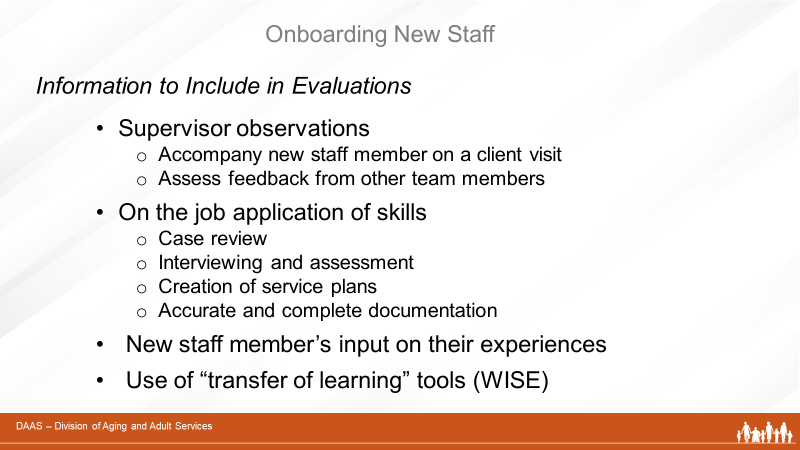 Onboarding New Staff
Information to Include in Evaluations
• Supervisor observations
o Accompany new staff member on a client visit
o Assess feedback from other team members
• On the job application of skills
o Case review
o Interviewing and assessment
o Creation of service plans
o Accurate and complete documentation
• New staff member’s input on their experiences
• Use of “transfer of learning” tools (WISE)
DAAS – Division of Aging and Adult Services